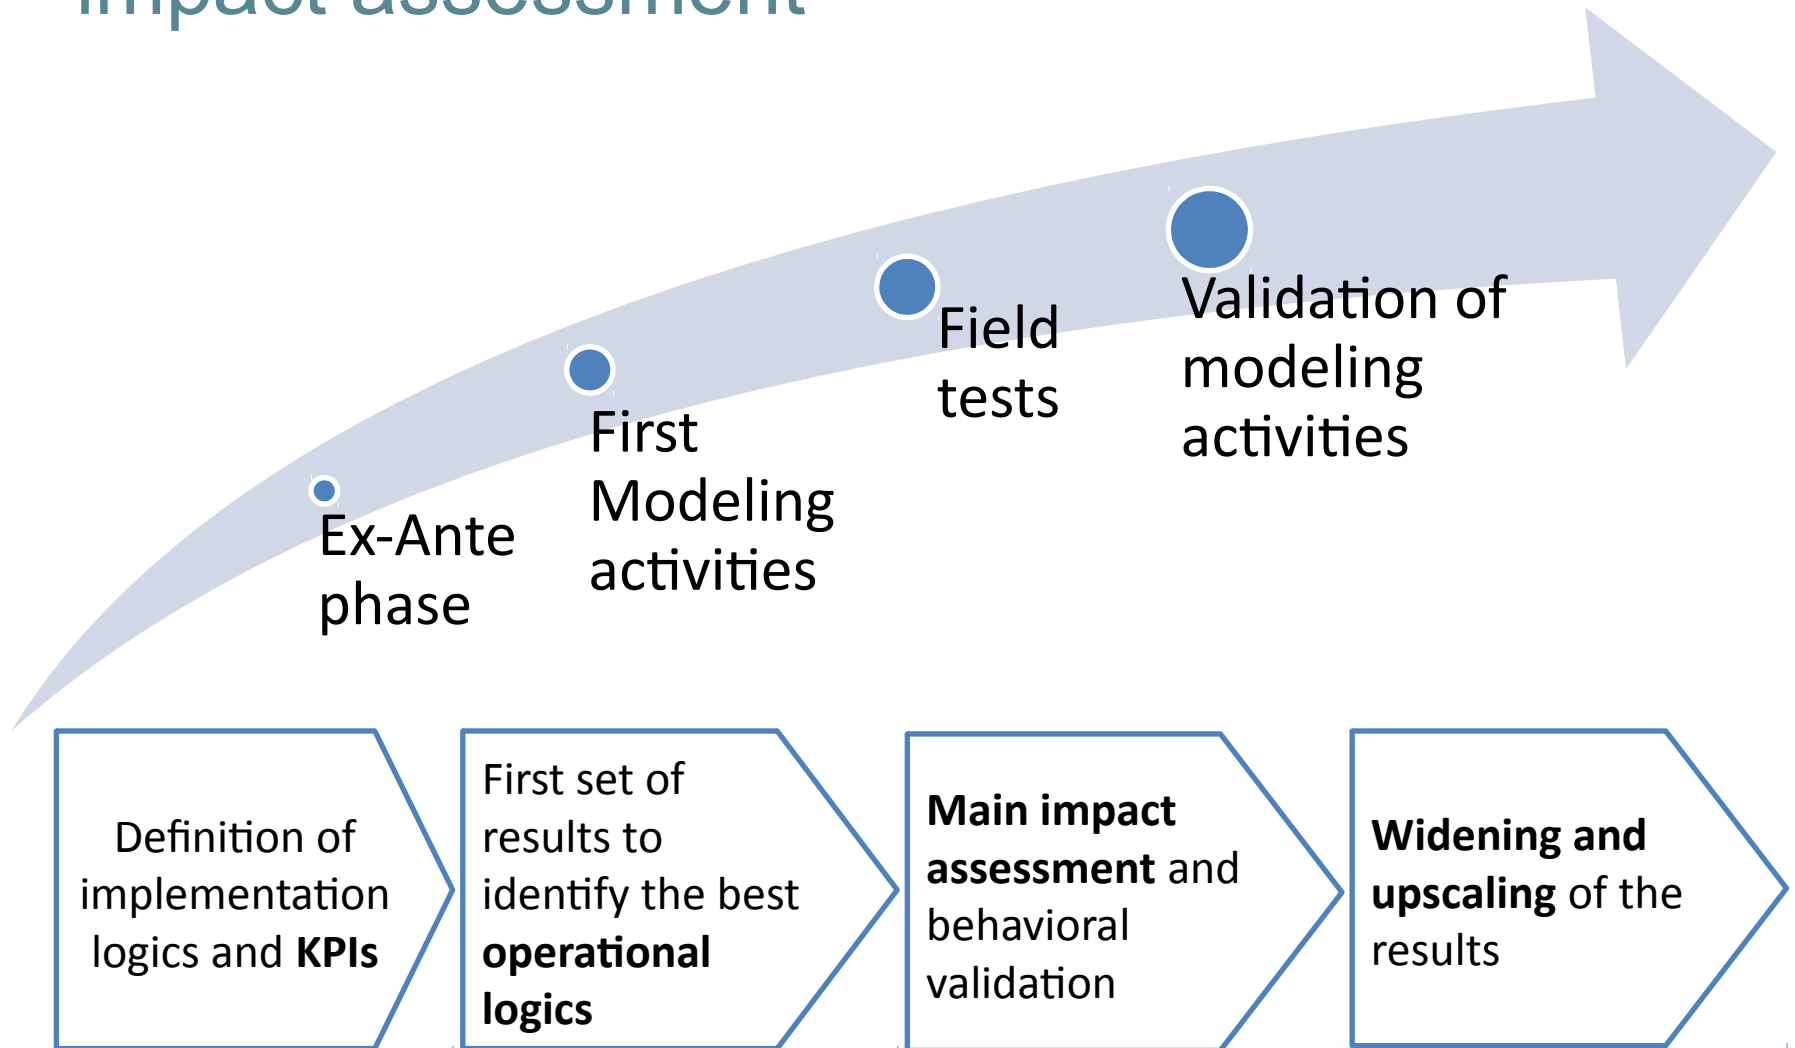 impact assessment
Ex-Ante
phase
First
Modeling
activities
Field
tests
Validation of
modeling
activities
Definition of
implementation
logics and KPIs
First set of
results to
identify the best
operational
logics
Main impact
assessment and
behavioral
validation
Widening and
upscaling of the
results